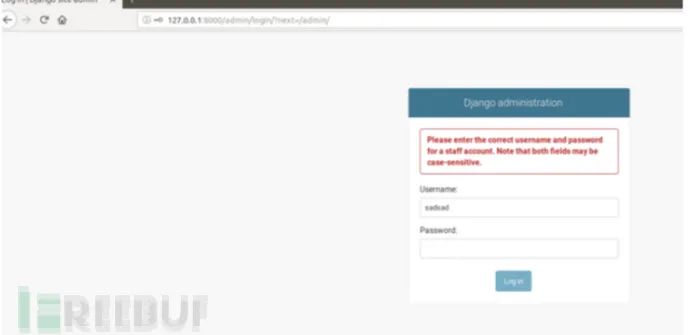 Log in | Django site admin
127.0.0.1:8000/admin/login/?next=/admin/
Django administration
Please enter the correct username and password
for a staff account. Note that both fields may be
case-sensitive.
Username:
sadsad
Password:
Log in
REEBUF